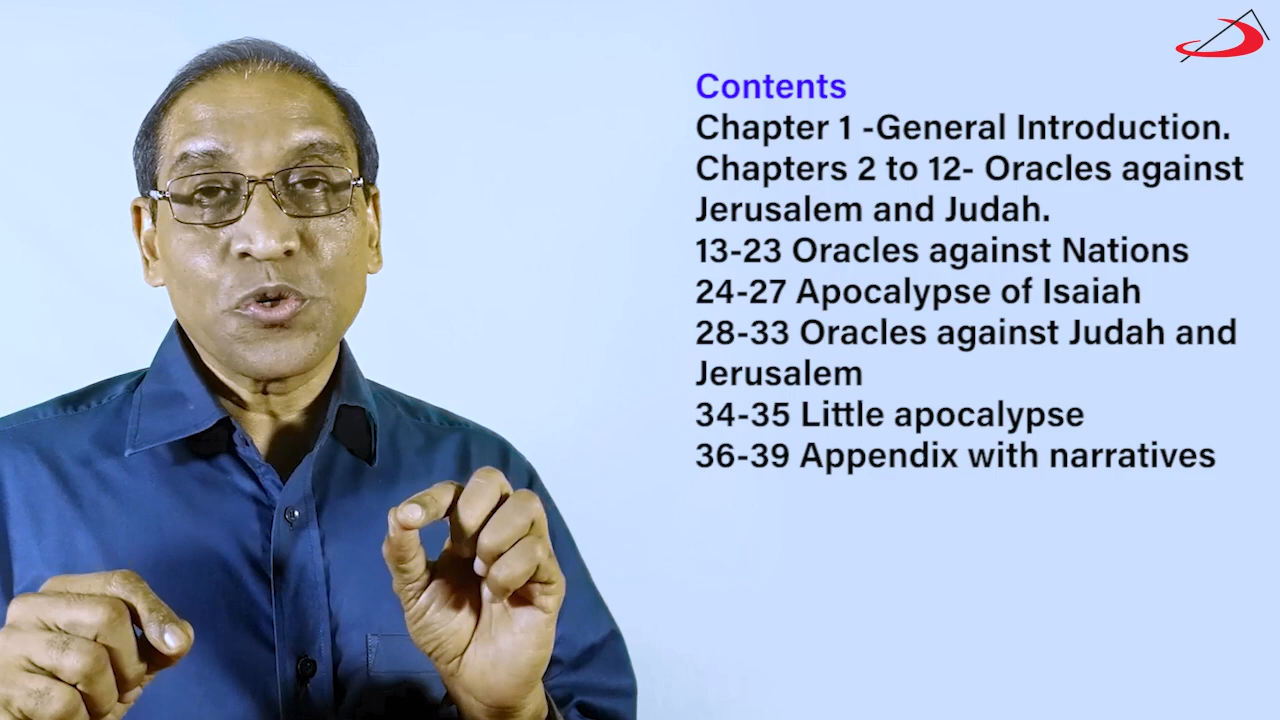 Contents
Chapter 1 -General Introduction.
Chapters 2 to 12- Oracles against
Jerusalem and Judah.
13-23 Oracles against Nations
24-27 Apocalypse of Isaiah
28-33 Oracles against Judah and
Jerusalem
34-35 Little apocalypse
36-39 Appendix with narratives